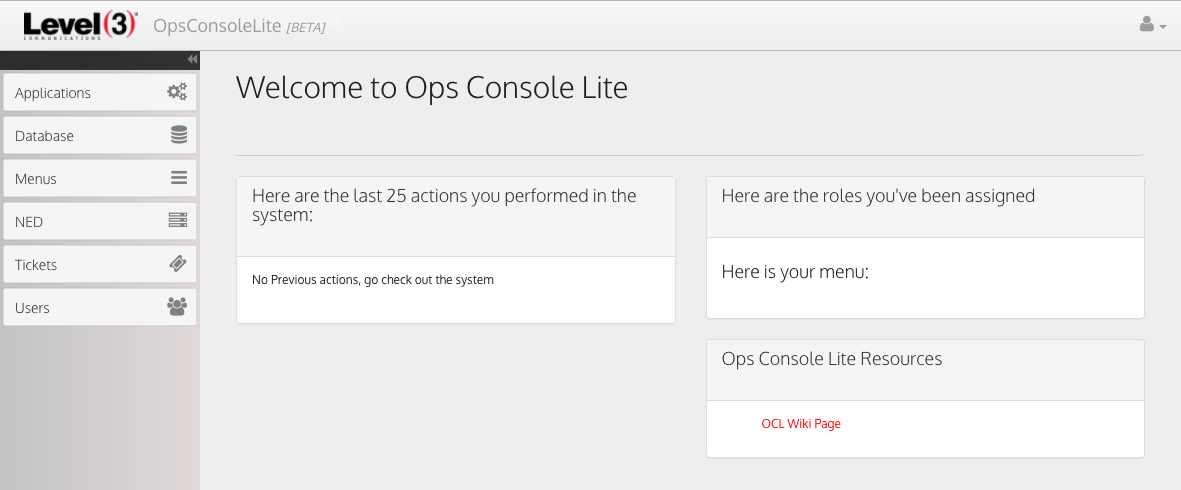 Level(3)
COMMUNICATIONS
OpsConsoleLite [BETA]
Applications
Database
Menus
NED
Tickets
Users
Welcome to Ops Console Lite
Here are the last 25 actions you performed in the
system:
No Previous actions, go check out the system
Here are the roles you've been assigned
Here is your menu:
Ops Console Lite Resources
OCL Wiki Page